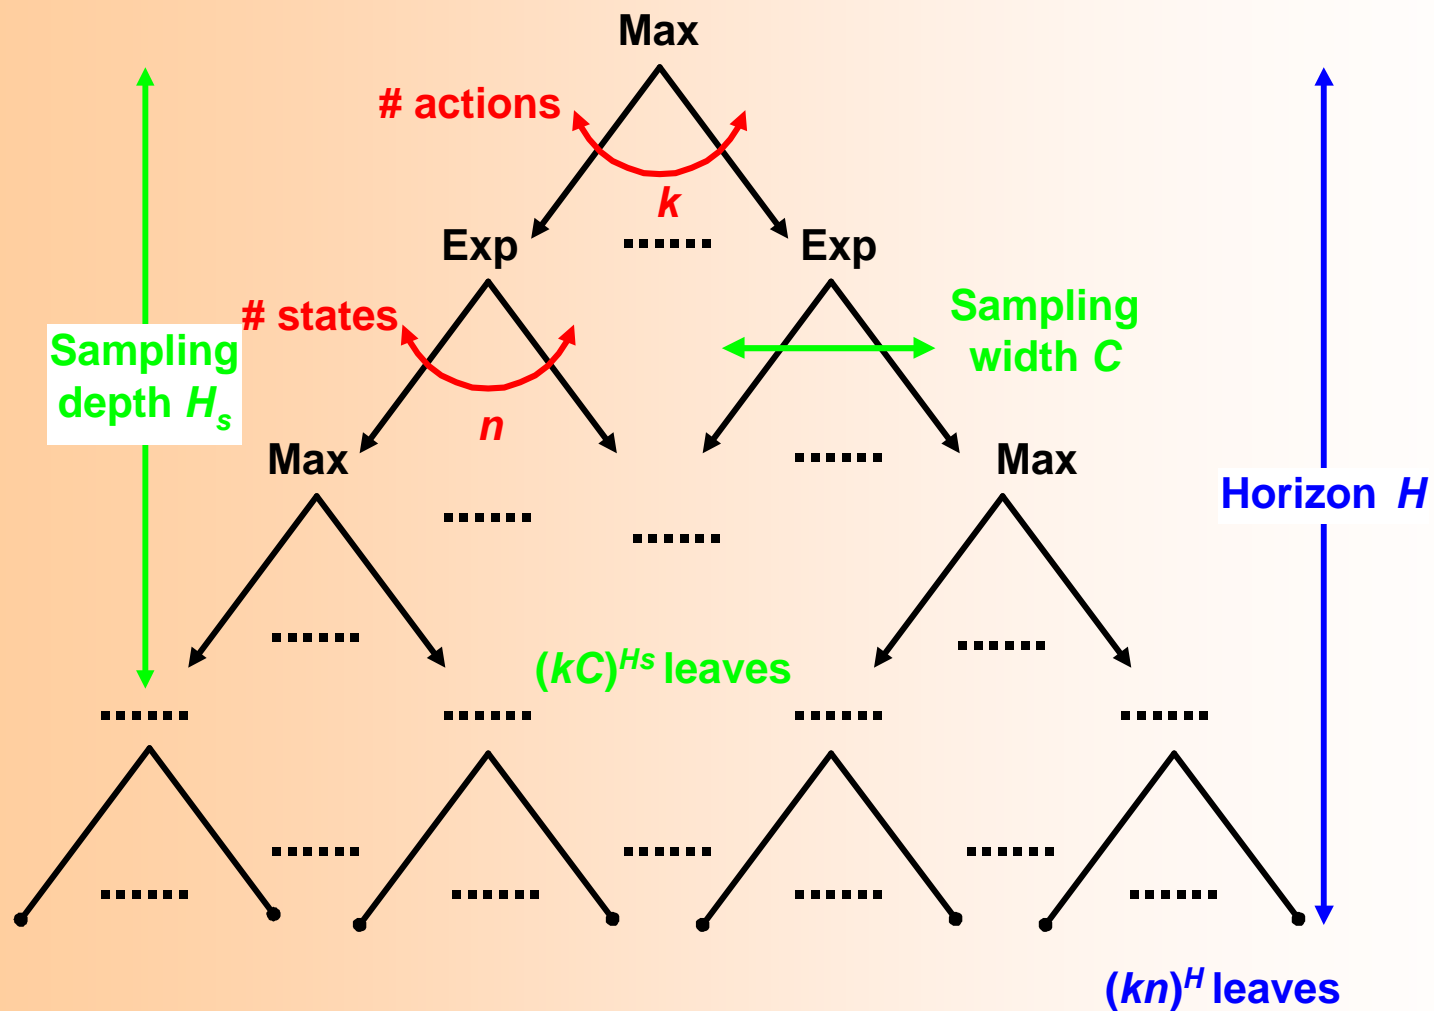 Max
# actions
k
Exp
Exp
# states
n
Sampling
width C
Sampling
depth Hs
Max
Max
Horizon H
(kC)Hs leaves
(kn)H leaves